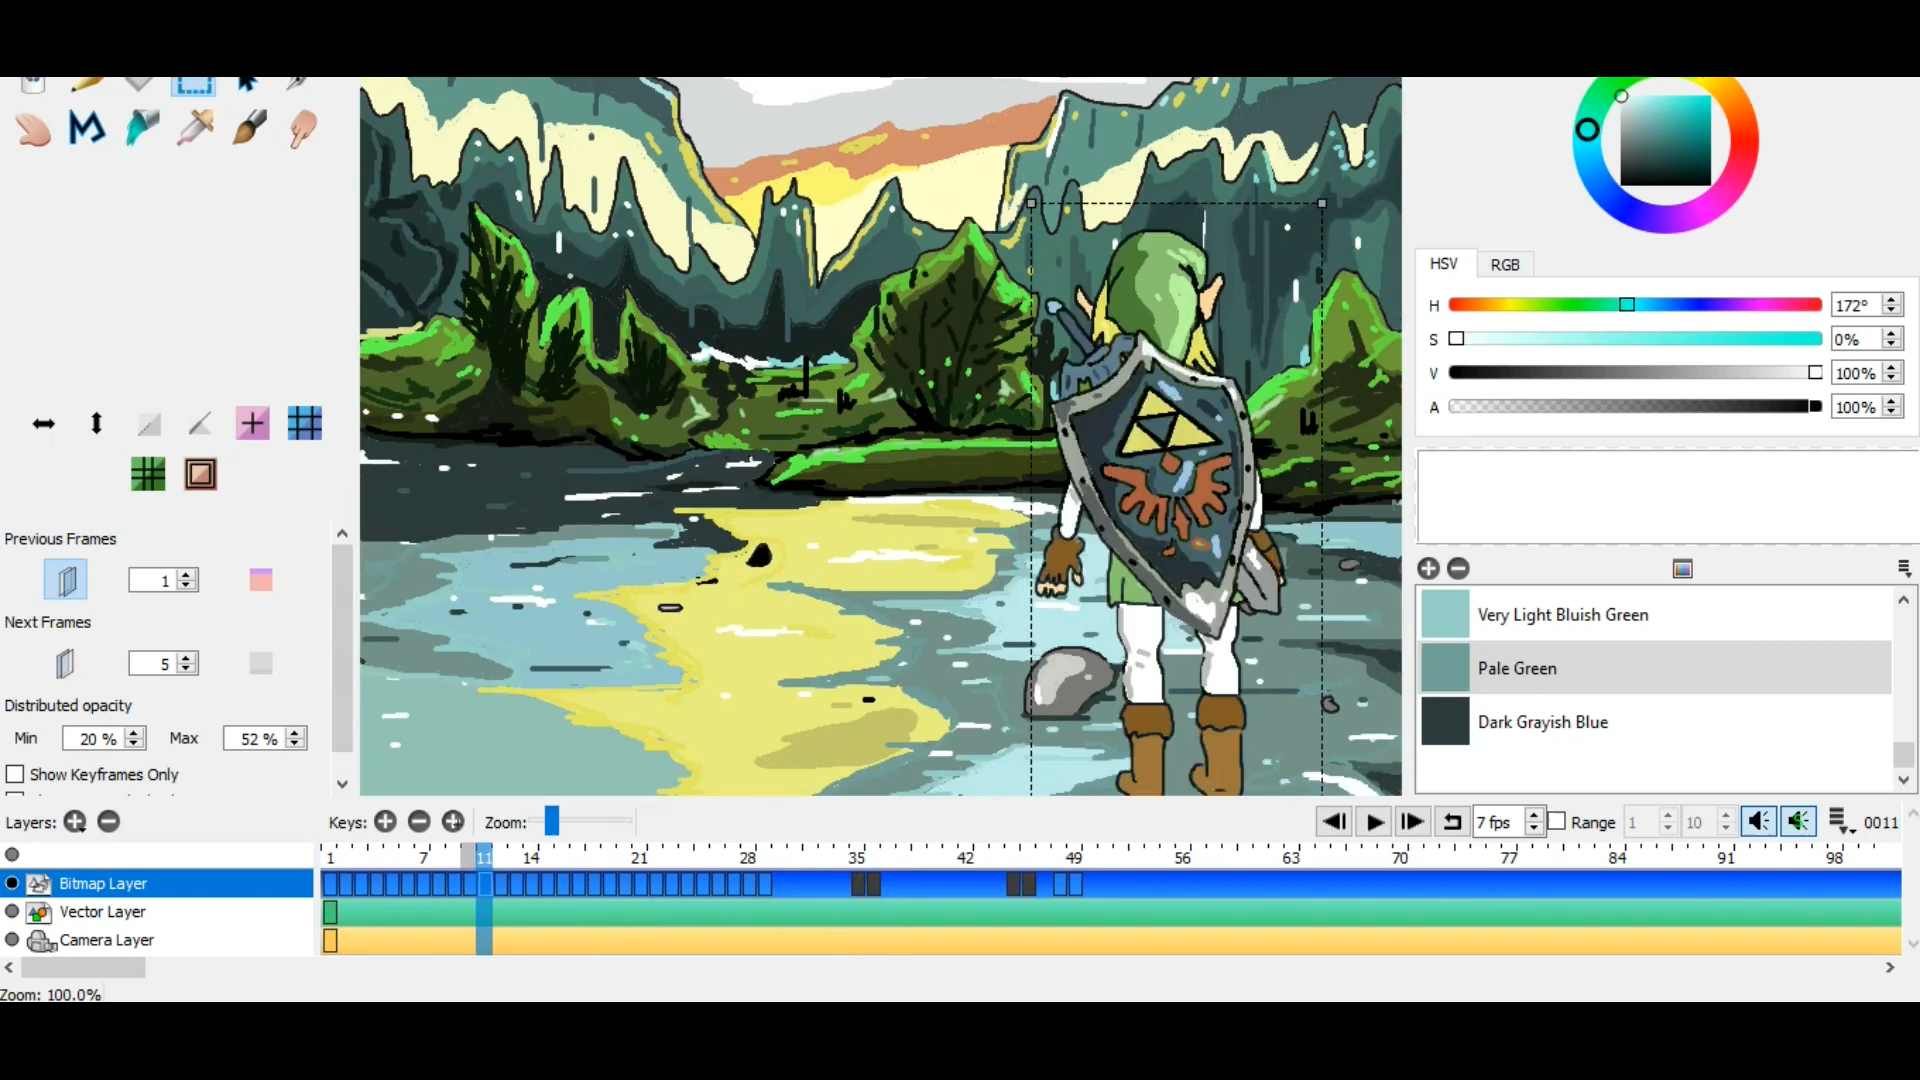 HSV
RGB
H
172°
S
0%
V
100%
A
100%
Previous Frames
1
Next Frames
5
Distributed opacity
Min
20 %
Max
52 %
Show Keyframes Only
Very Light Bluish Green
Pale Green
Dark Grayish Blue
Layers:
Keys:
Zoom:
7 fps
Range
1
10
0011
1 7 11 14 21 28 35 42 49 56 63 70 77 84 91 98
Bitmap Layer
Vector Layer
Camera Layer
Zoom: 100.0%